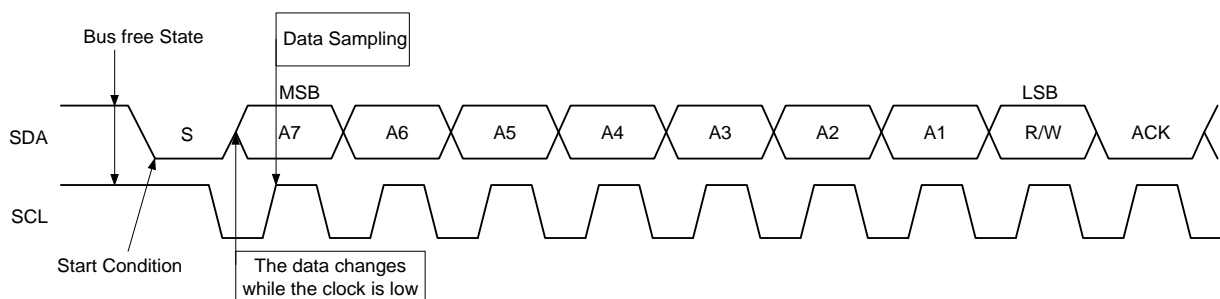 Bus free State
Data Sampling
MSB
LSB
SDA
S
A7
A6
A5
A4
A3
A2
A1
R/W
ACK
SCL
Start Condition
The data changes
while the clock is low